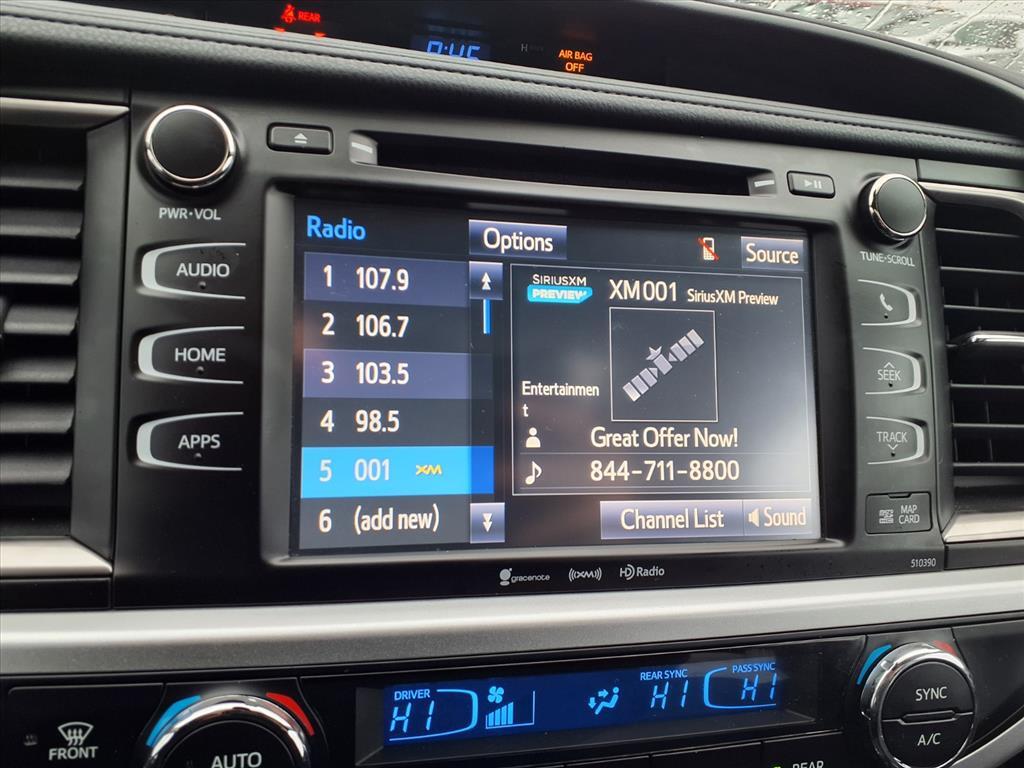 REAR
AIR BAG
OFF
PWR•VOL
AUDIO
HOME
APPS
Radio
Options
Source
1 107.9
2 106.7
3 103.5
4 98.5
5 001 XM
6 (add new)
SIRIUSXM
PREVIEW
XM001 SiriusXM Preview
Entertainmen
t
Great Offer Now!
844-711-8800
Channel List
Sound
TUNE•SCROLL
SEEK
TRACK
MAP
CARD
510390
gracenote
((XM))
HD Radio
DRIVER
HI
REAR SYNC
HI
PASS SYNC
HI
FRONT
AUTO
SYNC
A/C
REAR